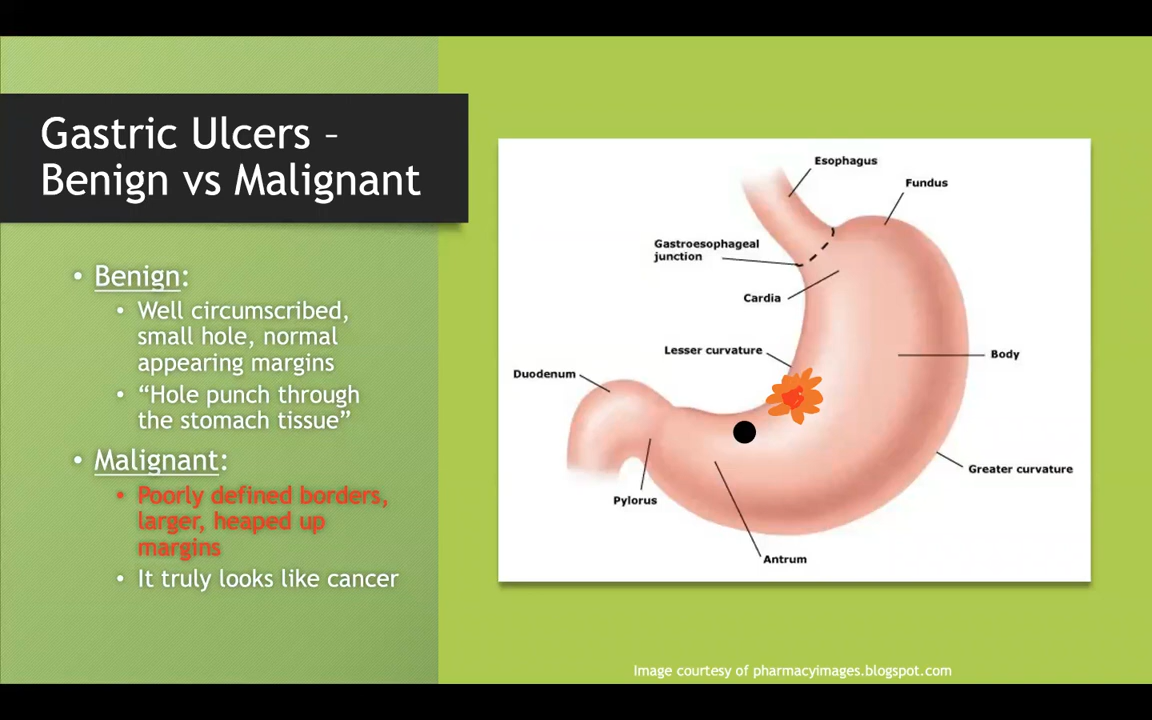 Gastric Ulcers –
Benign vs Malignant
• Benign:
• Well circumscribed,
small hole, normal
appearing margins
• “Hole punch through
the stomach tissue”
• Malignant:
• Poorly defined borders,
larger, heaped up
margins
• It truly looks like cancer
Esophagus
Fundus
Gastroesophageal
junction
Cardia
Lesser curvature
Body
Duodenum
Greater curvature
Pylorus
Antrum
Image courtesy of pharmacyimages.blogspot.com